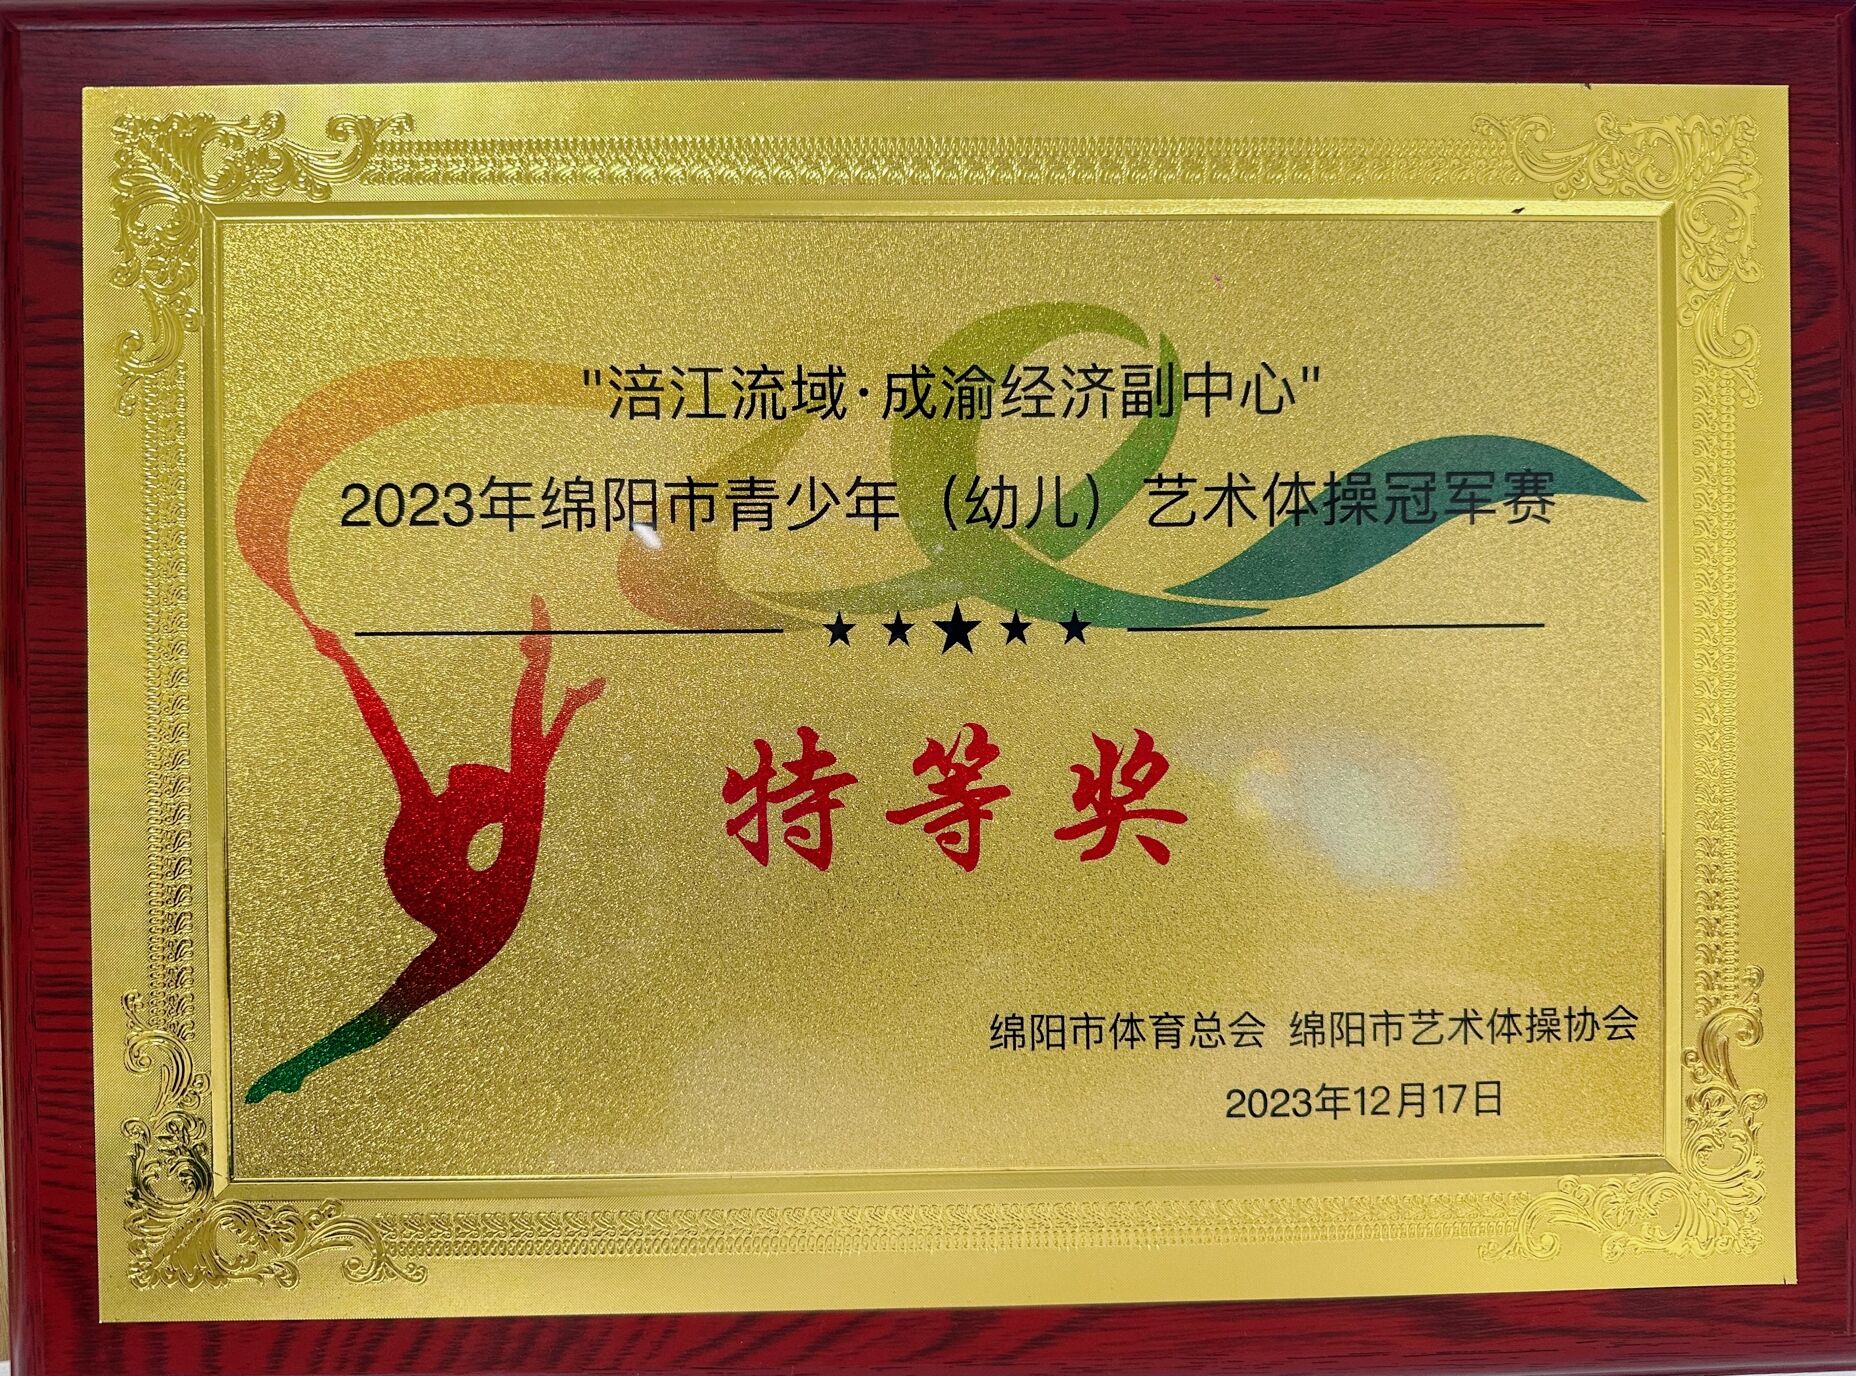 "涪江流域·成渝经济副中心"
2023年绵阳市青少年（幼儿）艺术体操冠军赛
特等奖
绵阳市体育总会 绵阳市艺术体操协会
2023年12月17日